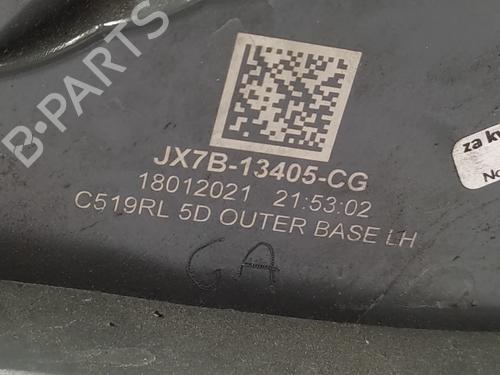 B-PARTS
JX7B-13405-CG
18012021 21:53:02
C519RL 5D OUTER BASE LH
GA
za
No